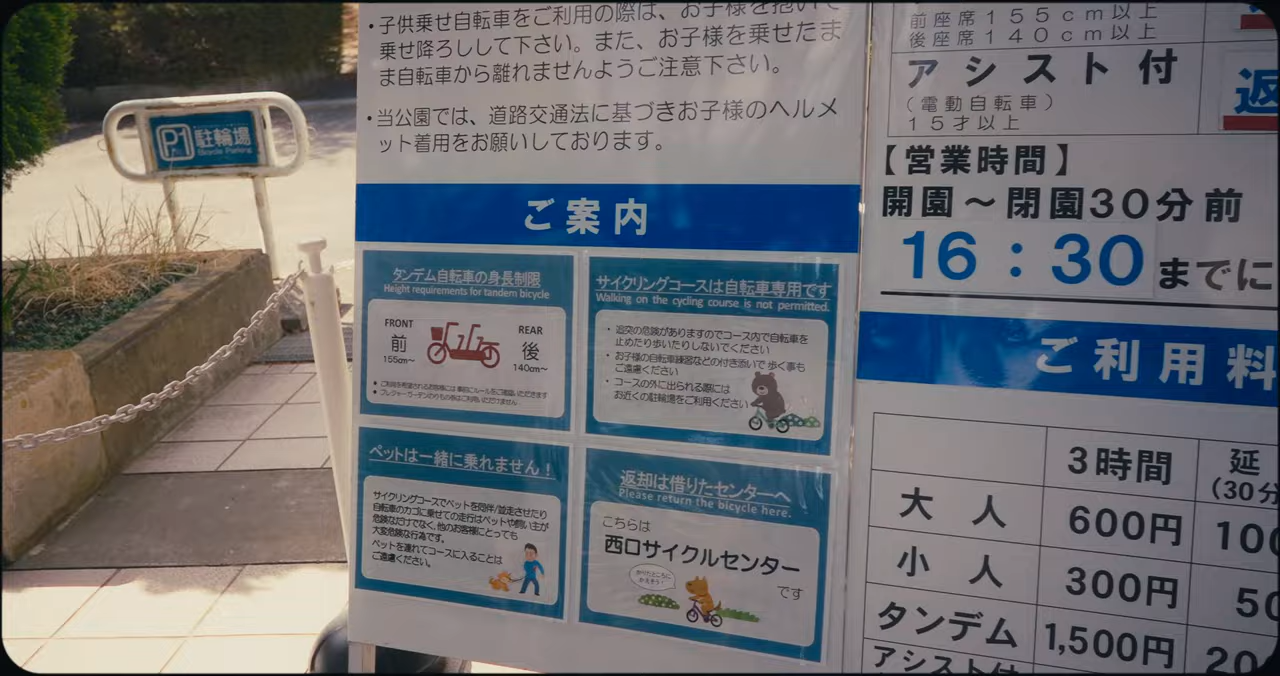 P1 駐輪場
Bicycle Parking
・子供乗せ自転車をご利用の際は、お子様を抱いて
乗せ降ろしして下さい。また、お子様を乗せたま
ま自転車から離れませんようご注意下さい。
・当公園では、道路交通法に基づきお子様のヘルメ
ット着用をお願いしております。
ご案内
タンデム自転車の身長制限
Height requirements for tandem bicycle
FRONT
前
155cm～
REAR
後
140cm～
サイクリングコースは自転車専用です
Walking on the cycling course is not permitted.
・追突の危険がありますのでコース内で自転車を
止めたり歩いたりしないでください
・お子様の自転車練習などの付き添いで歩く事も
ご遠慮ください
・コースの外に出られる際には
お近くの駐輪場をご利用ください
ペットは一緒に乗れません！
サイクリングコースでペットを同伴/並走させたり
自転車のカゴに乗せての走行はペットや飼い主が
危険なだけでなく、他のお客様にとっても
大変危険な行為です。
ペットを連れてコースに入ることは
ご遠慮ください。
返却は借りたセンターへ
Please return the bicycle here.
こちらは
西口サイクルセンター
です
かりたところに
かえそう！
前座席155cm以上
後座席140cm以上
アシスト付
（電動自転車）
15才以上
返
【営業時間】
開園～閉園30分前
16：30までに
ご利用料
3時間 延
(30分
大人 600円 100
小人 300円 50
タンデム 1,500円 20
アシスト付